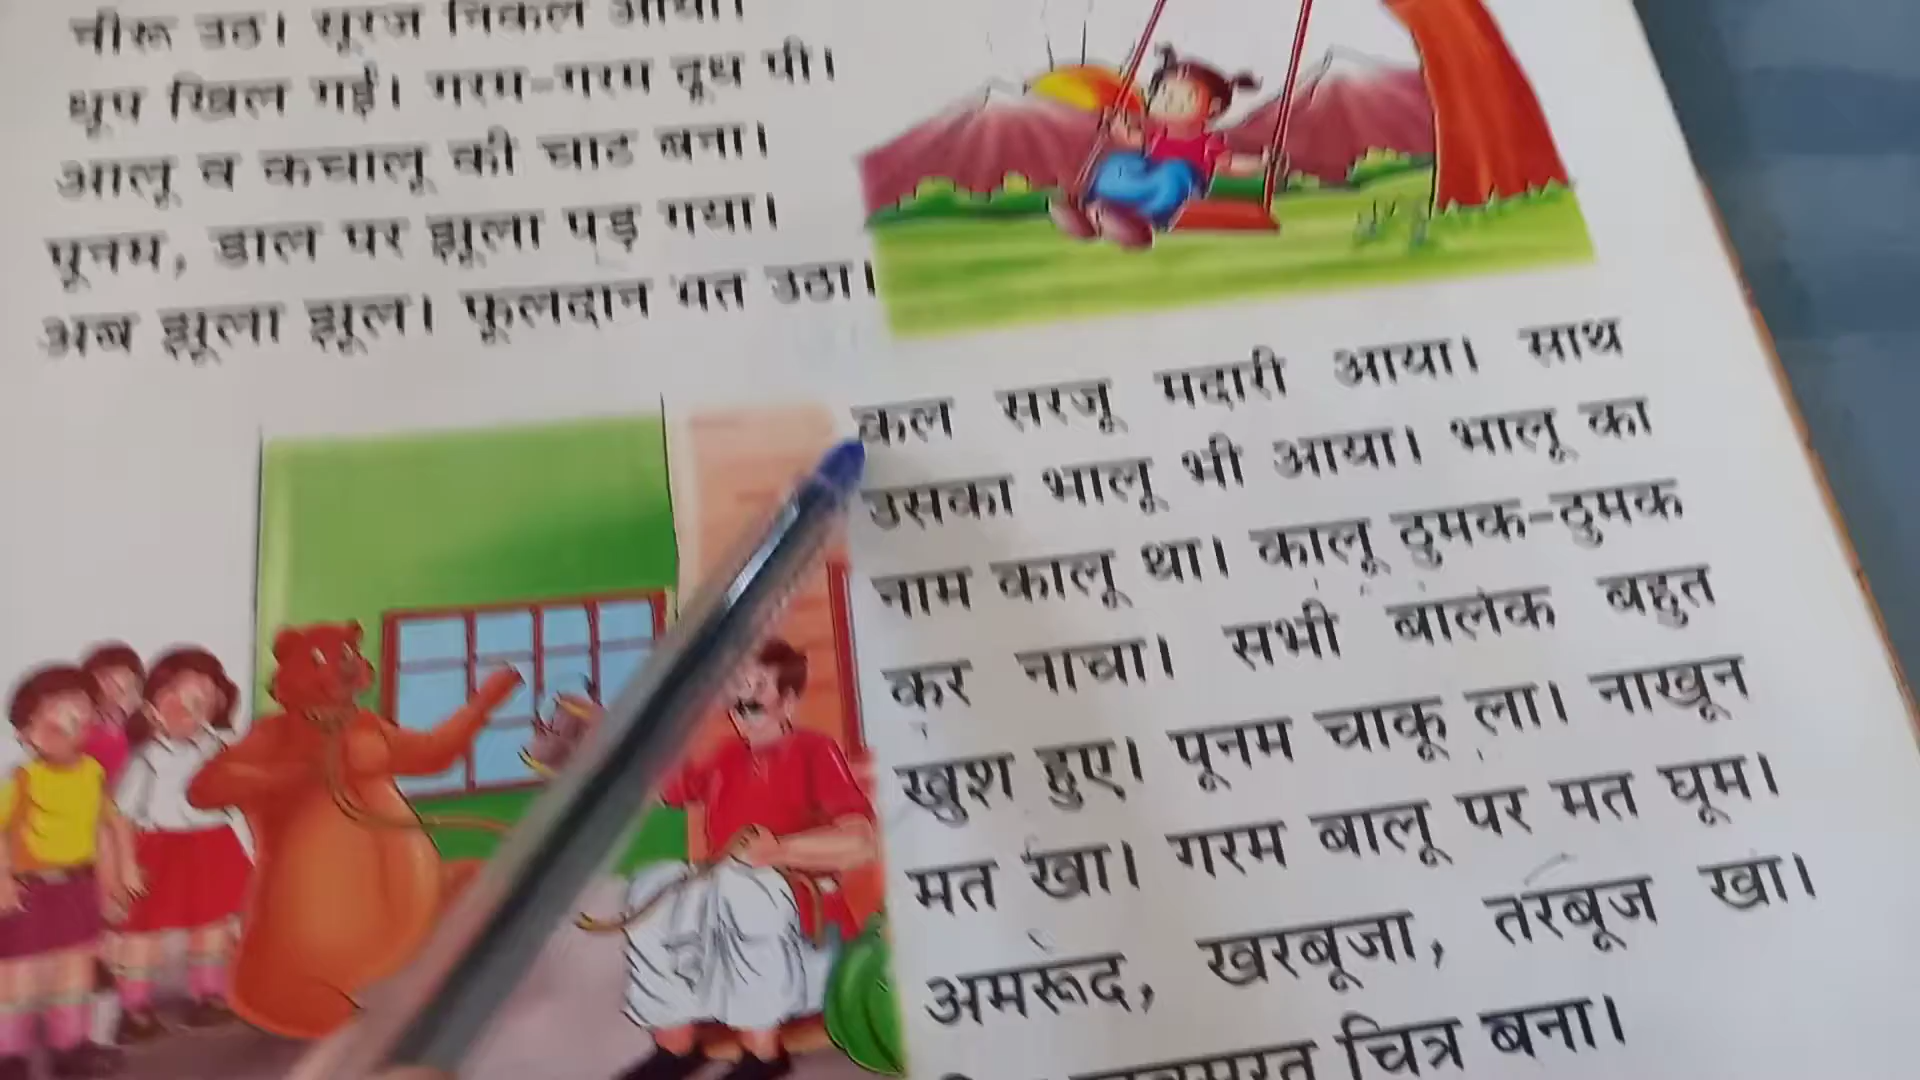 नीरू उठ। सूरज निकल आया।
धूप खिल गई। गरम-गरम दूध पी।
आलू व कचालू की चाट बना।
पूनम, डाल पर झूला पड़ गया।
अब झूला झूल। फूलदान मत उठा।
कल सरजू मदारी आया। साथ
उसका भालू भी आया। भालू का
नाम कालू था। कालू ठुमक-ठुमक
कर नाचा। सभी बालक बहुत
खुश हुए। पूनम चाकू ला। नाखून
मत खा। गरम बालू पर मत घूम।
अमरूद, खरबूजा, तरबूज खा।
चित्र बना।